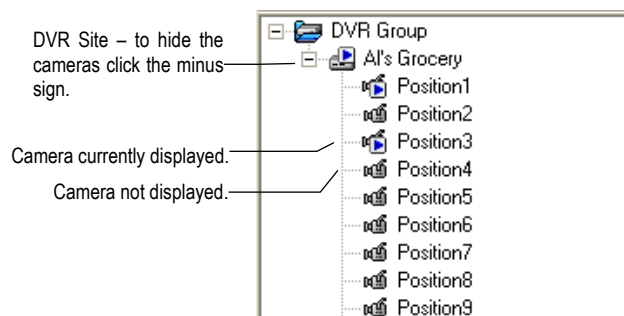 DVR Site – to hide the
cameras click the minus
sign.
Camera currently displayed.
Camera not displayed.
DVR Group
Al's Grocery
Position1
Position2
Position3
Position4
Position5
Position6
Position7
Position8
Position9